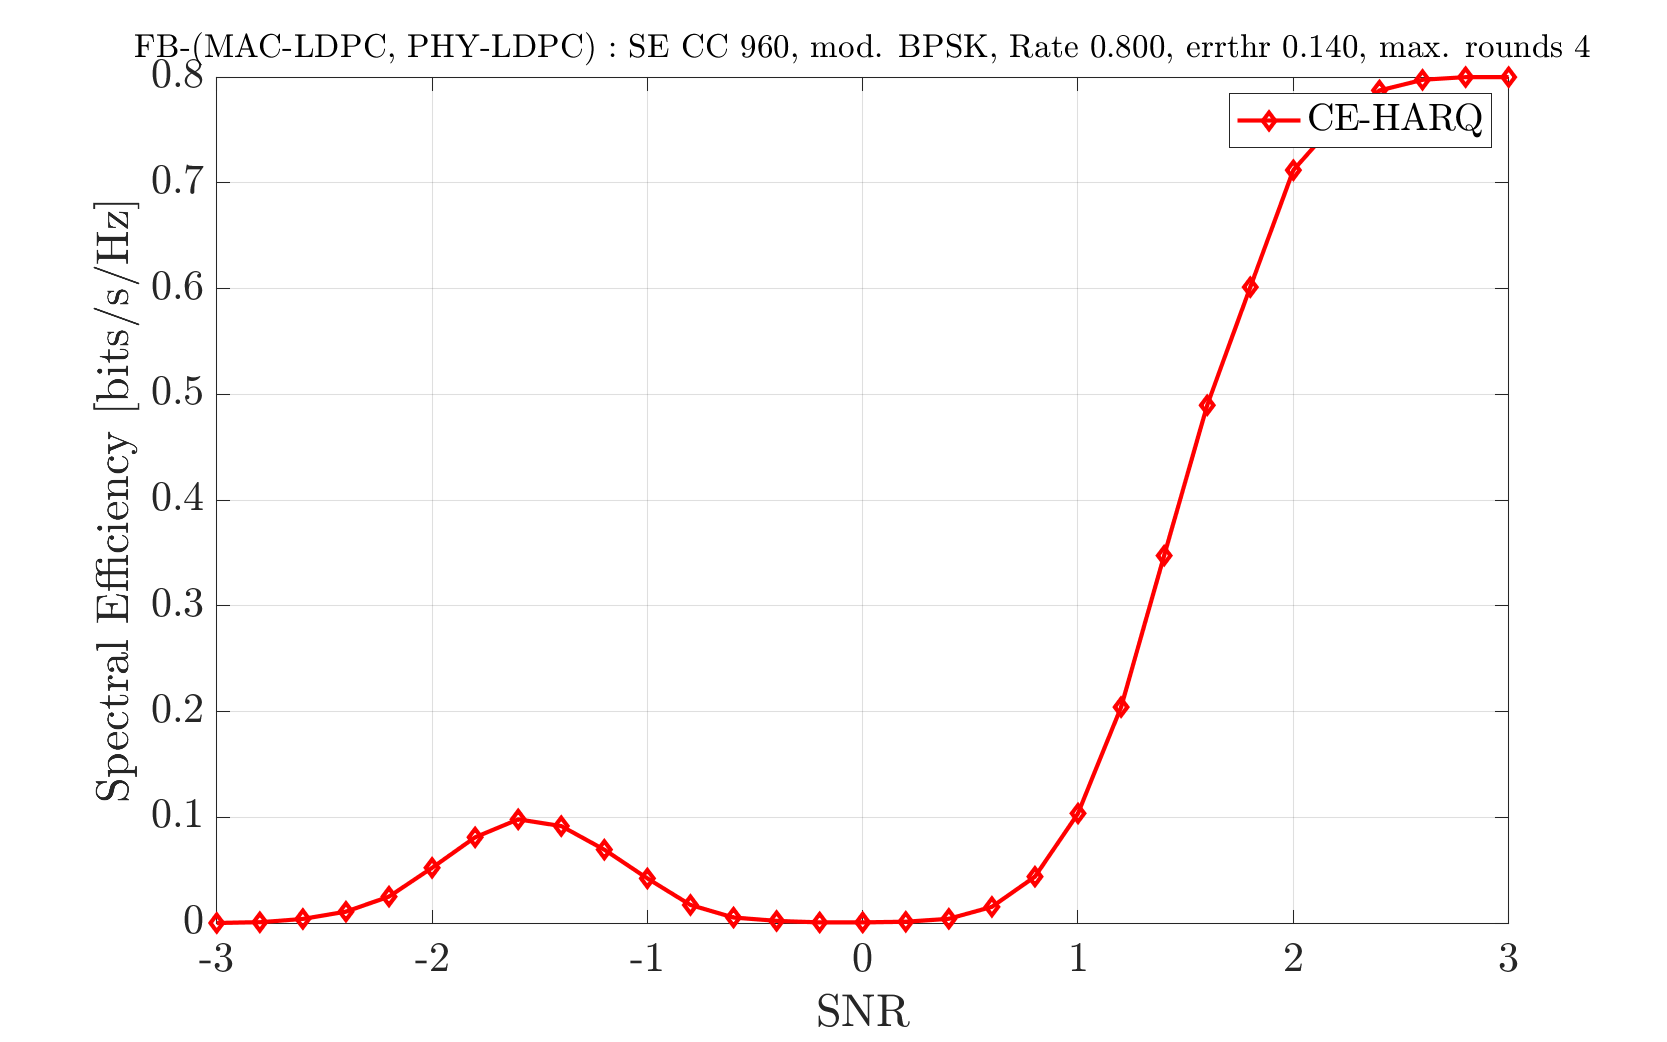 FB-(MAC-LDPC, PHY-LDPC) : SE CC 960, mod. BPSK, Rate 0.800, errthr 0.140, max. rounds 4
CE-HARQ
Spectral Efficiency [bits/s/Hz]
0.8
0.7
0.6
0.5
0.4
0.3
0.2
0.1
0
-3 -2 -1 0 1 2 3
SNR